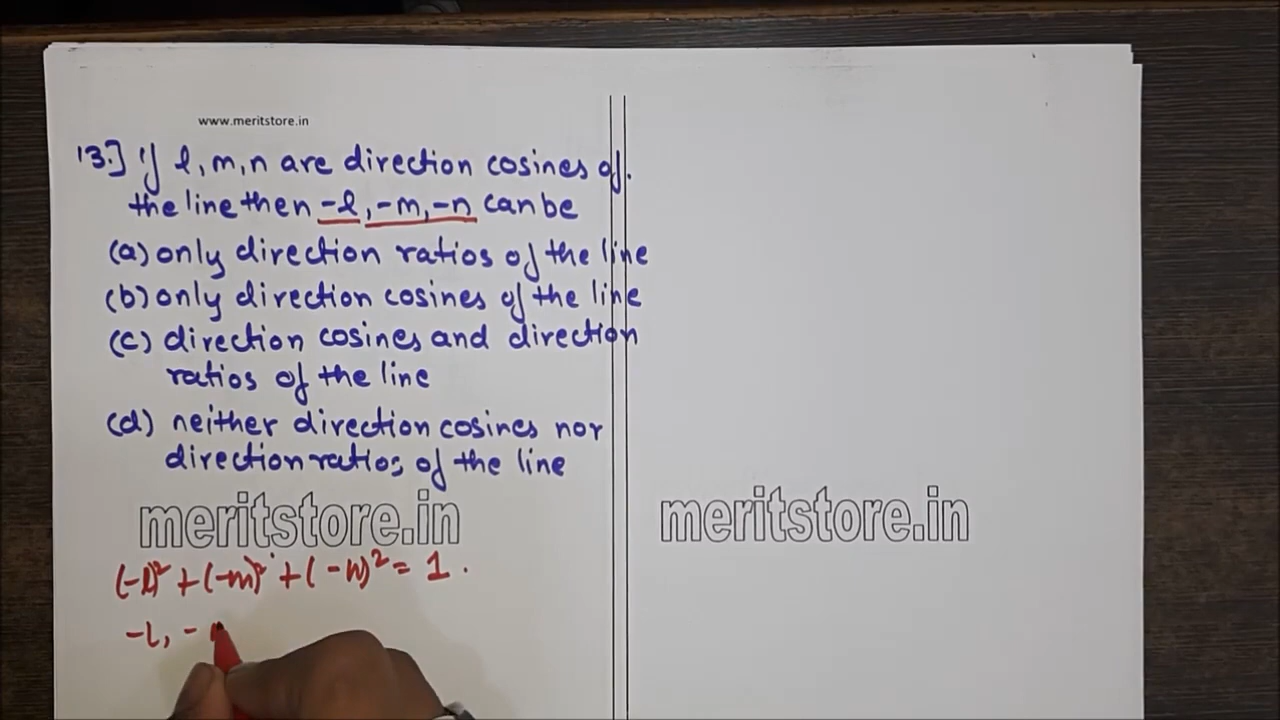 www.meritstore.in
13.] If l, m, n are direction cosines of.
the line then -l, -m, -n can be
(a) only direction ratios of the line
(b) only direction cosines of the line
(c) direction cosines and direction
ratios of the line
(d) neither direction cosines nor
direction ratios of the line
meritstore.in
meritstore.in
(-l)² + (-m)² + (-n)² = 1.
-l, -